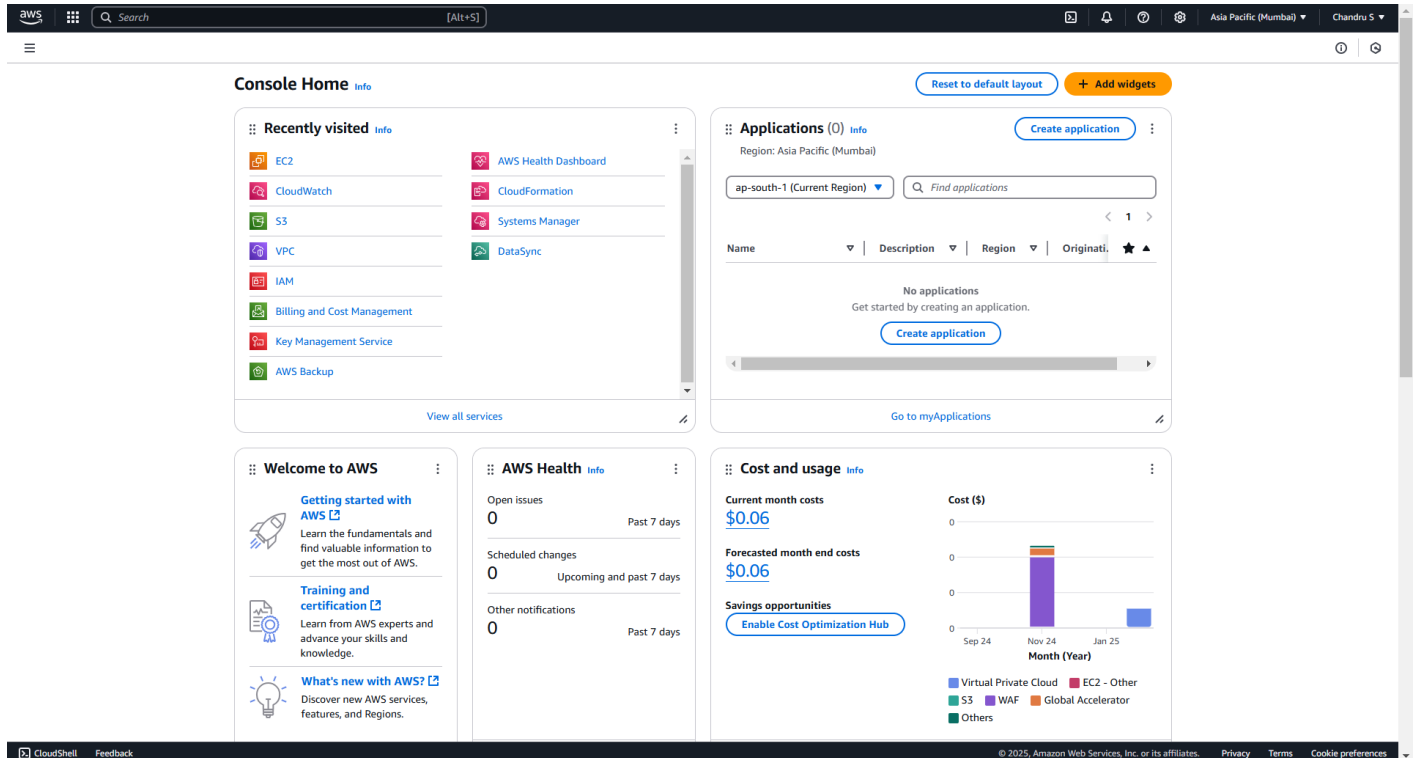 aws
Search
[Alt+S]
Asia Pacific (Mumbai)
Chandru S
Console Home Info
Reset to default layout
+ Add widgets
Recently visited Info
EC2
CloudWatch
S3
VPC
IAM
Billing and Cost Management
Key Management Service
AWS Backup
AWS Health Dashboard
CloudFormation
Systems Manager
DataSync
View all services
Applications (0) Info
Create application
Region: Asia Pacific (Mumbai)
ap-south-1 (Current Region)
Find applications
1
Name
Description
Region
Originati.
No applications
Get started by creating an application.
Create application
Go to myApplications
Welcome to AWS
Getting started with
AWS
Learn the fundamentals and
find valuable information to
get the most out of AWS.
Training and
certification
Learn from AWS experts and
advance your skills and
knowledge.
What's new with AWS?
Discover new AWS services,
features, and Regions.
AWS Health Info
Open issues
0
Past 7 days
Scheduled changes
0
Upcoming and past 7 days
Other notifications
0
Past 7 days
Cost and usage Info
Current month costs
$0.06
Forecasted month end costs
$0.06
Savings opportunities
Enable Cost Optimization Hub
Cost ($)
0
0
0
0
Sep 24
Nov 24
Jan 25
Month (Year)
Virtual Private Cloud
EC2 - Other
S3
WAF
Global Accelerator
Others
CloudShell
Feedback
© 2025, Amazon Web Services, Inc. or its affiliates.
Privacy
Terms
Cookie preferences